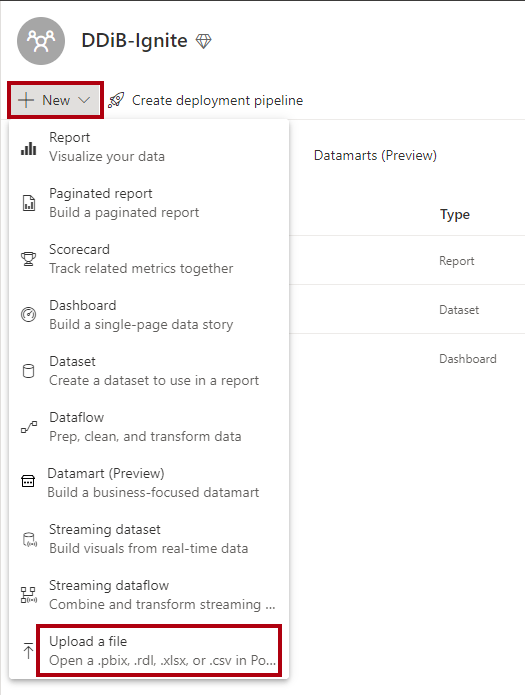 DDiB-Ignite
New
Create deployment pipeline
Report
Visualize your data
Paginated report
Build a paginated report
Scorecard
Track related metrics together
Dashboard
Build a single-page data story
Dataset
Create a dataset to use in a report
Dataflow
Prep, clean, and transform data
Datamart (Preview)
Build a business-focused datamart
Streaming dataset
Build visuals from real-time data
Streaming dataflow
Combine and transform streaming ...
Upload a file
Open a .pbix, .rdl, .xlsx, or .csv in Po...
Datamarts (Preview)
Type
Report
Dataset
Dashboard